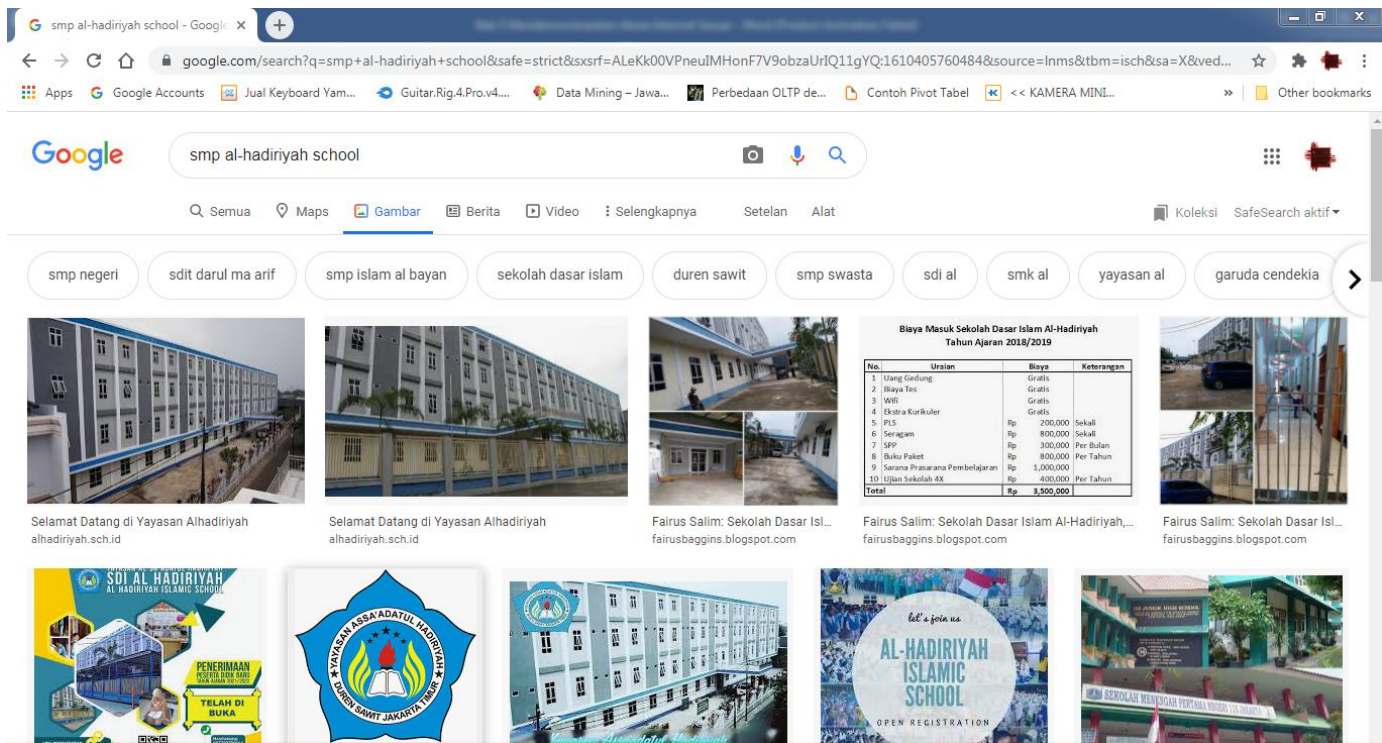 smp al-hadiriyah school - Google
google.com/search?q=smp+al-hadiriyah+school&safe=strict&sxsrf=ALeKk00VPneuIMHonF7V9obzaUrIQ11gYQ:1610405760484&source=lnms&tbm=isch&sa=X&ved...
Apps Google Accounts Jual Keyboard Yam... Guitar.Rig.4.Pro.v4.... Data Mining – Jawa... Perbedaan OLTP de... Contoh Pivot Tabel << KAMERA MINI... » Other bookmarks
Google smp al-hadiriyah school
Semua Maps Gambar Berita Video Selengkapnya Setelan Alat Koleksi SafeSearch aktif
smp negeri sdit darul ma arif smp islam al bayan sekolah dasar islam duren sawit smp swasta sdi al smk al yayasan al garuda cendekia
Biaya Masuk Sekolah Dasar Islam Al-Hadiriyah
Tahun Ajaran 2018/2019
No. Uraian Biaya Keterangan
1 Uang Gedung Gratis
2 Biaya Tes Gratis
3 Wifi Gratis
4 Ekstra Kurikuler Gratis
5 PLS Rp 200,000 Sekali
6 Seragam Rp 800,000 Sekali
7 SPP Rp 300,000 Per Bulan
8 Buku Paket Rp 800,000 Per Tahun
9 Sarana Prasarana Pembelajaran Rp 1,000,000
10 Ujian Sekolah 4X Rp 400,000 Per Tahun
Total Rp 3,500,000
Selamat Datang di Yayasan Alhadiriyah
alhadiriyah.sch.id
Selamat Datang di Yayasan Alhadiriyah
alhadiriyah.sch.id
Fairus Salim: Sekolah Dasar Isl...
fairusbaggins.blogspot.com
Fairus Salim: Sekolah Dasar Islam Al-Hadiriyah,...
fairusbaggins.blogspot.com
Fairus Salim: Sekolah Dasar Isl...
fairusbaggins.blogspot.com
SDI AL HADIRIYAH
AL HADIRIYAH ISLAMIC SCHOOL
PENERIMAAN
PESERTA DIDIK BARU
TAHUN AJARAN 2021/2022
TELAH DI
BUKA
YAYASAN ASSA'ADATUL HADIRIYAH
DUREN SAWIT JAKARTA TIMUR
Yayasan Assa'adatul Hadiriyah
let's join us
AL-HADIRIYAH
ISLAMIC
SCHOOL
OPEN REGISTRATION
JUNIOR HIGH SCHOOL
SEKOLAH MENENGAH PERTAMA NEGERI